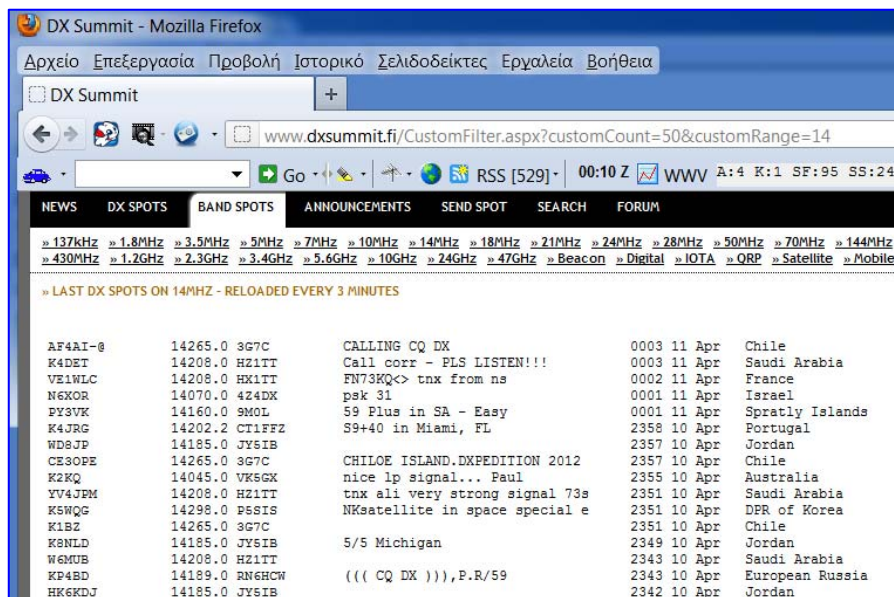 DX Summit - Mozilla Firefox
Αρχείο Επεξεργασία Προβολή Ιστορικό Σελιδοδείκτες Εργαλεία Βοήθεια
DX Summit +
www.dxsummit.fi/CustomFilter.aspx?customCount=50&customRange=14
Go RSS [529] 00:10 Z WWV A:4 K:1 SF:95 SS:24
NEWS DX SPOTS BAND SPOTS ANNOUNCEMENTS SEND SPOT SEARCH FORUM
» 137kHz » 1.8MHz » 3.5MHz » 5MHz » 7MHz » 10MHz » 14MHz » 18MHz » 21MHz » 24MHz » 28MHz » 50MHz » 70MHz » 144MHz
» 430MHz » 1.2GHz » 2.3GHz » 3.4GHz » 5.6GHz » 10GHz » 24GHz » 47GHz » Beacon » Digital » IOTA » QRP » Satellite » Mobile
» LAST DX SPOTS ON 14MHZ - RELOADED EVERY 3 MINUTES
AF4AI-@ 14265.0 3G7C CALLING CQ DX 0003 11 Apr Chile
K4DET 14208.0 HZ1TT Call corr - PLS LISTEN!!! 0003 11 Apr Saudi Arabia
VE1WLC 14208.0 HX1TT FN73KQ<> tnx from ns 0002 11 Apr France
N6XOR 14070.0 4Z4DX psk 31 0001 11 Apr Israel
PY3VK 14160.0 9M0L 59 Plus in SA - Easy 0001 11 Apr Spratly Islands
K4JRG 14202.2 CT1FFZ S9+40 in Miami, FL 2358 10 Apr Portugal
WD8JP 14185.0 JY5IB 2357 10 Apr Jordan
CE3OPE 14265.0 3G7C CHILOE ISLAND.DXPEDITION 2012 2357 10 Apr Chile
K2KQ 14045.0 VK5GX nice lp signal... Paul 2355 10 Apr Australia
YV4JPM 14208.0 HZ1TT tnx ali very strong signal 73s 2351 10 Apr Saudi Arabia
K5WQG 14298.0 P5SIS NKsatellite in space special e 2351 10 Apr DPR of Korea
K1BZ 14265.0 3G7C 2351 10 Apr Chile
K8NLD 14185.0 JY5IB 5/5 Michigan 2349 10 Apr Jordan
W6MUB 14208.0 HZ1TT 2343 10 Apr Saudi Arabia
KP4BD 14189.0 RN6HCW ((( CQ DX ))),P.R/59 2343 10 Apr European Russia
HK6KDJ 14185.0 JY5IB 2342 10 Apr Jordan